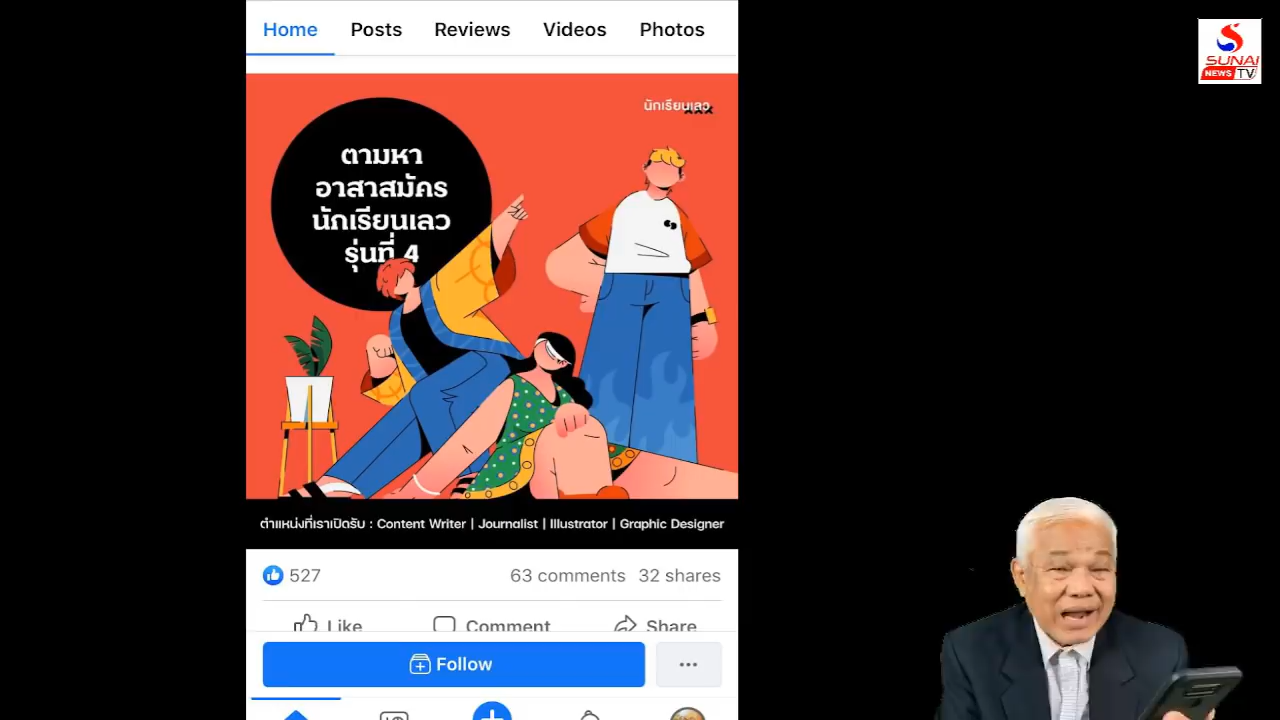 Home Posts Reviews Videos Photos
SUNAI
NEWS TV
นักเรียนเลว
ตามหา
อาสาสมัคร
นักเรียนเลว
รุ่นที่ 4
ตำแหน่งที่เราเปิดรับ : Content Writer | Journalist | Illustrator | Graphic Designer
527 63 comments 32 shares
Like Comment Share
Follow